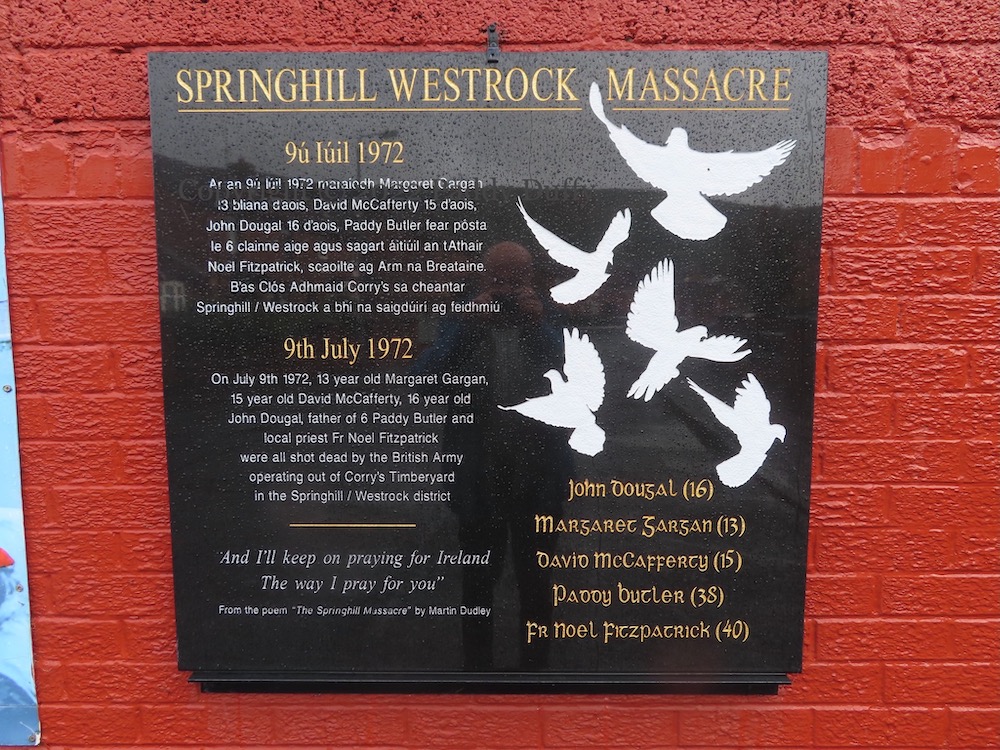 SPRINGHILL WESTROCK MASSACRE
9ú Iúil 1972
Ar an 9ú Iúil 1972 maraíodh Margaret Gargan
13 bliana d'aois, David McCafferty 15 d'aois,
John Dougal 16 d'aois, Paddy Butler fear pósta
le 6 clainne aige agus sagart áitiúil an tAthair
Noel Fitzpatrick, scaoilte ag Arm na Breataine.
B'as Clós Adhmaid Corry's sa cheantar
Springhill / Westrock a bhí na saigdúirí ag feidhmiú
9th July 1972
On July 9th 1972, 13 year old Margaret Gargan,
15 year old David McCafferty, 16 year old
John Dougal, father of 6 Paddy Butler and
local priest Fr Noel Fitzpatrick
were all shot dead by the British Army
operating out of Corry's Timberyard
in the Springhill / Westrock district
'And I'll keep on praying for Ireland
The way I pray for you"
From the poem "The Springhill Massacre" by Martin Dudley
John Dougal (16)
Margaret Gargan (13)
David McCafferty (15)
Paddy Butler (38)
Fr Noel Fitzpatrick (40)